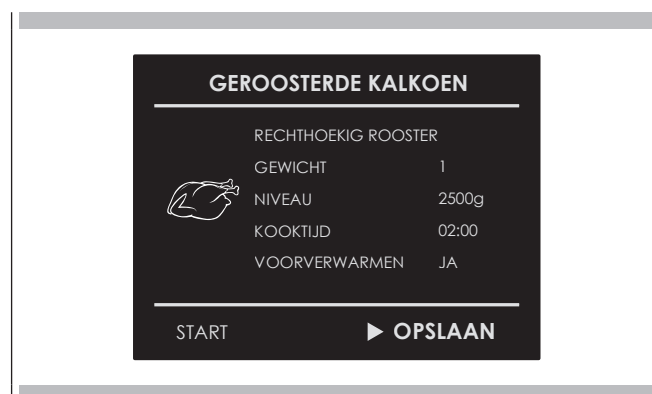 GEROOSTERDE KALKOEN
RECHTHOEKIG ROOSTER
GEWICHT 1
NIVEAU 2500g
KOOKTIJD 02:00
VOORVERWARMEN JA
START ▶ OPSLAAN